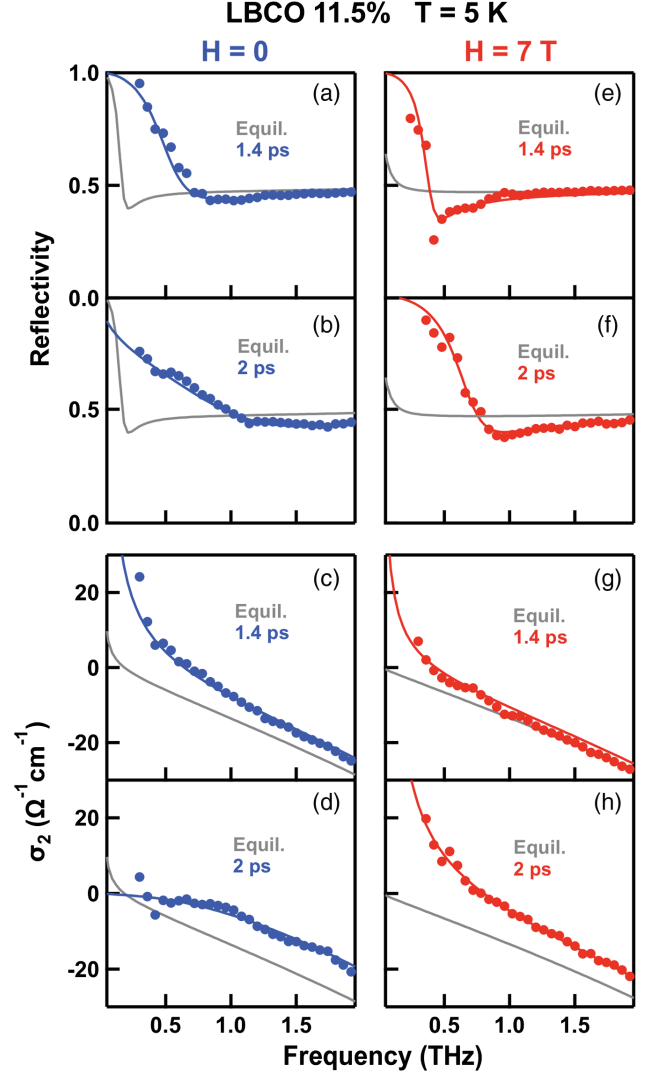 LBCO 11.5% T = 5 K
H = 0
H = 7 T
Reflectivity
1.0
0.5
0.0
(a)
Equil.
1.4 ps
(e)
Equil.
1.4 ps
0.5
0.0
(b)
Equil.
2 ps
(f)
Equil.
2 ps
σ2 (Ω-1 cm-1)
20
0
-20
(c)
Equil.
1.4 ps
(g)
Equil.
1.4 ps
20
0
-20
(d)
Equil.
2 ps
(h)
Equil.
2 ps
0.5 1.0 1.5
0.5 1.0 1.5
Frequency (THz)